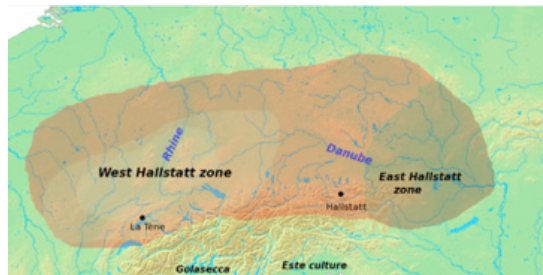 Rhine
Danube
West Hallstatt zone
East Hallstatt
zone
Hallstatt
La Tène
Golasecca
Este culture